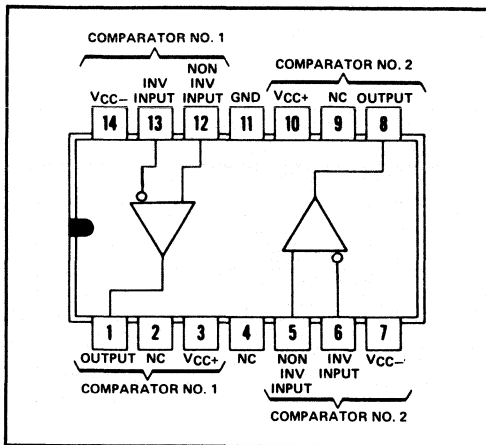 COMPARATOR NO. 1
COMPARATOR NO. 2
VCC–
INV
INPUT
NON
INV
INPUT
GND
VCC+
NC
OUTPUT
14
13
12
11
10
9
8
1
2
3
4
5
6
7
OUTPUT
NC
VCC+
NC
NON
INV
INPUT
INV
INPUT
VCC–
COMPARATOR NO. 1
COMPARATOR NO. 2